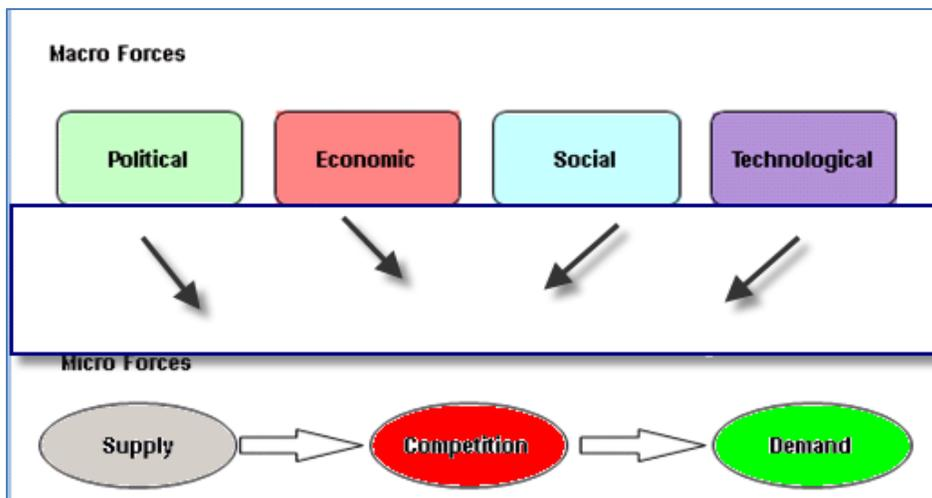 Macro Forces
Political Economic Social Technological
Micro Forces
Supply Competition Demand